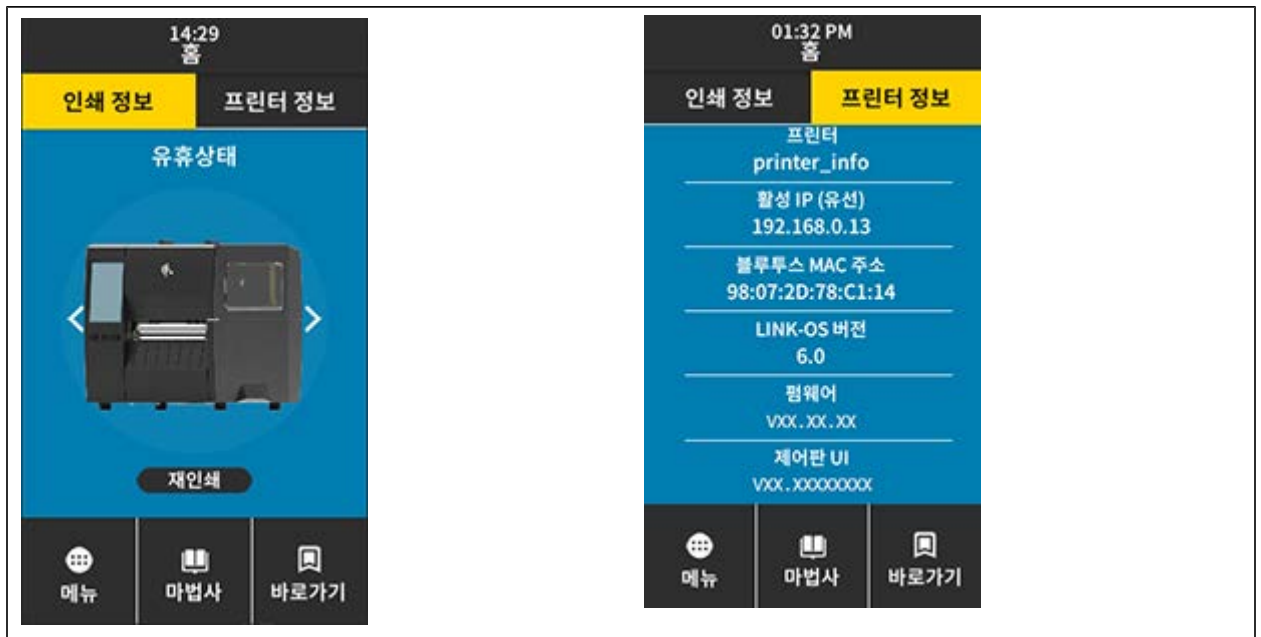 14:29
홈
인쇄 정보
프린터 정보
유휴상태
재인쇄
메뉴
마법사
바로가기
01:32 PM
홈
인쇄 정보
프린터 정보
프린터
printer_info
활성 IP (유선)
192.168.0.13
블루투스 MAC 주소
98:07:2D:78:C1:14
LINK-OS 버전
6.0
펌웨어
VXX.XX.XX
제어판 UI
VXX.XXXXXXXX
메뉴
마법사
바로가기